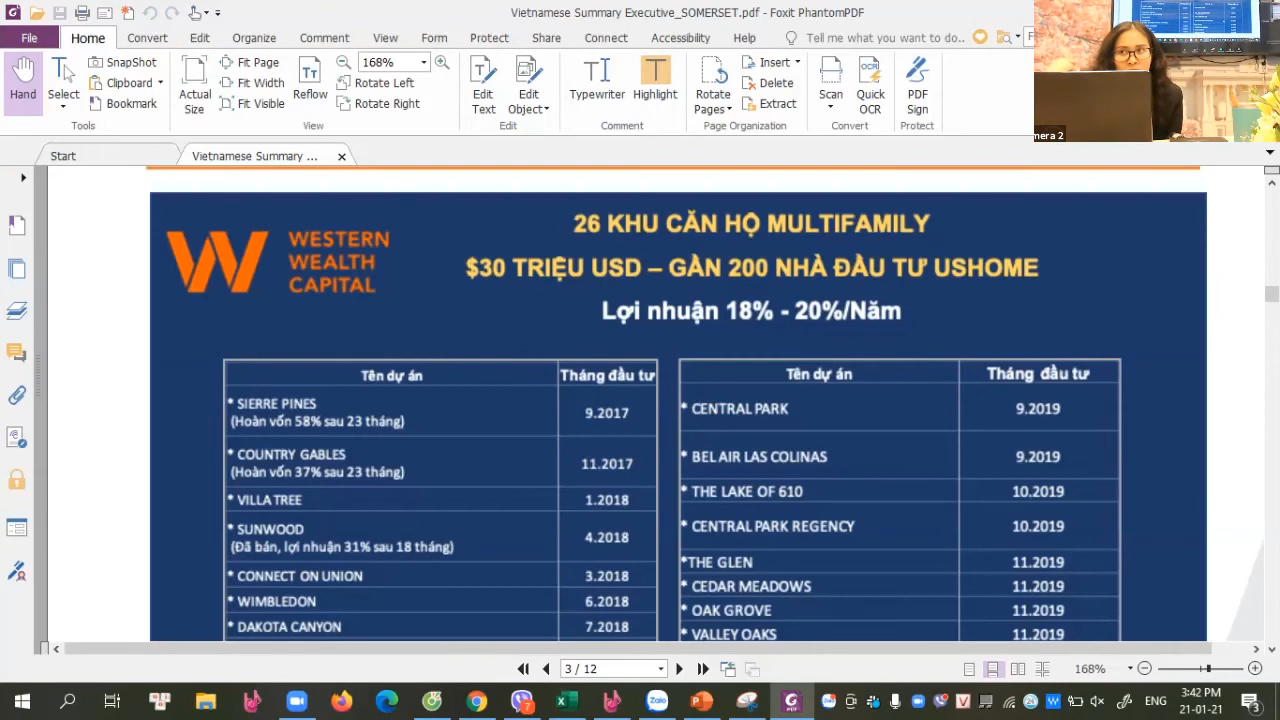 Vietnamese Summary Executive_SOMERSET.pdf - Foxit PhantomPDF
File Home Convert Edit Organize Comment View Form Share Connect Accessibility Help Tell me what you want to do..
Hand
Select
SnapShot
Clipboard
Bookmark
Tools
Actual Size
Fit Page
Fit Width
Fit Visible
Reflow
168%
Rotate Left
Rotate Right
View
Edit Text
Edit Object
Edit
Typewriter
Highlight
Comment
Rotate Pages
Insert
Delete
Extract
Page Organization
Scan
Quick OCR
Convert
PDF Sign
Protect
mera 2
Start
Vietnamese Summary ...
WESTERN
WEALTH
CAPITAL
26 KHU CĂN HỘ MULTIFAMILY
$30 TRIỆU USD – GẦN 200 NHÀ ĐẦU TƯ USHOME
Lợi nhuận 18% - 20%/Năm
Tên dự án Tháng đầu tư
* SIERRE PINES
(Hoàn vốn 58% sau 23 tháng) 9.2017
* COUNTRY GABLES
(Hoàn vốn 37% sau 23 tháng) 11.2017
* VILLA TREE 1.2018
* SUNWOOD
(Đã bán, lợi nhuận 31% sau 18 tháng) 4.2018
* CONNECT ON UNION 3.2018
* WIMBLEDON 6.2018
* DAKOTA CANYON 7.2018
Tên dự án Tháng đầu tư
* CENTRAL PARK 9.2019
* BEL AIR LAS COLINAS 9.2019
* THE LAKE OF 610 10.2019
* CENTRAL PARK REGENCY 10.2019
*THE GLEN 11.2019
* CEDAR MEADOWS 11.2019
* OAK GROVE 11.2019
* VALLEY OAKS 11.2019
3 / 12
168%
ENG
3:42 PM
21-01-21